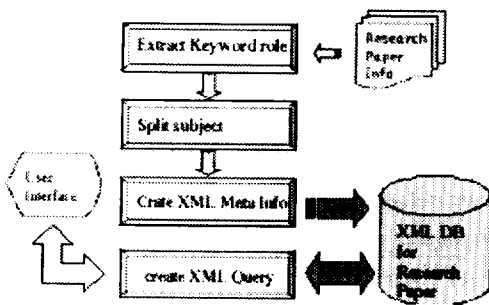 Extract Keyword role
Research
Paper
Info
Split subject
User
Interface
Crate XML Meta Info
XML DB
for
Research
Paper
create XML Query